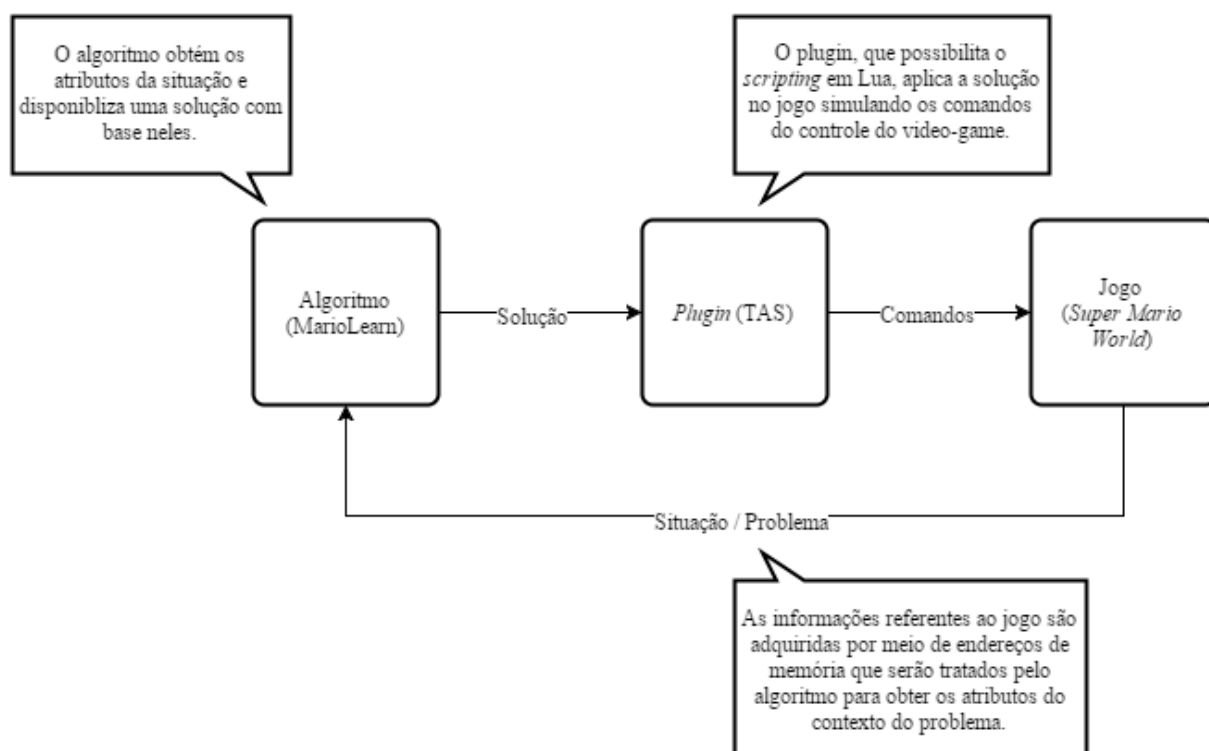 O algoritmo obtém os
atributos da situação e
disponibliza uma solução com
base neles.
O plugin, que possibilita o
scripting em Lua, aplica a solução
no jogo simulando os comandos
do controle do video-game.
Algoritmo
(MarioLearn)
Solução
Plugin (TAS)
Comandos
Jogo
(Super Mario
World)
Situação / Problema
As informações referentes ao jogo são
adquiridas por meio de endereços de
memória que serão tratados pelo
algoritmo para obter os atributos do
contexto do problema.